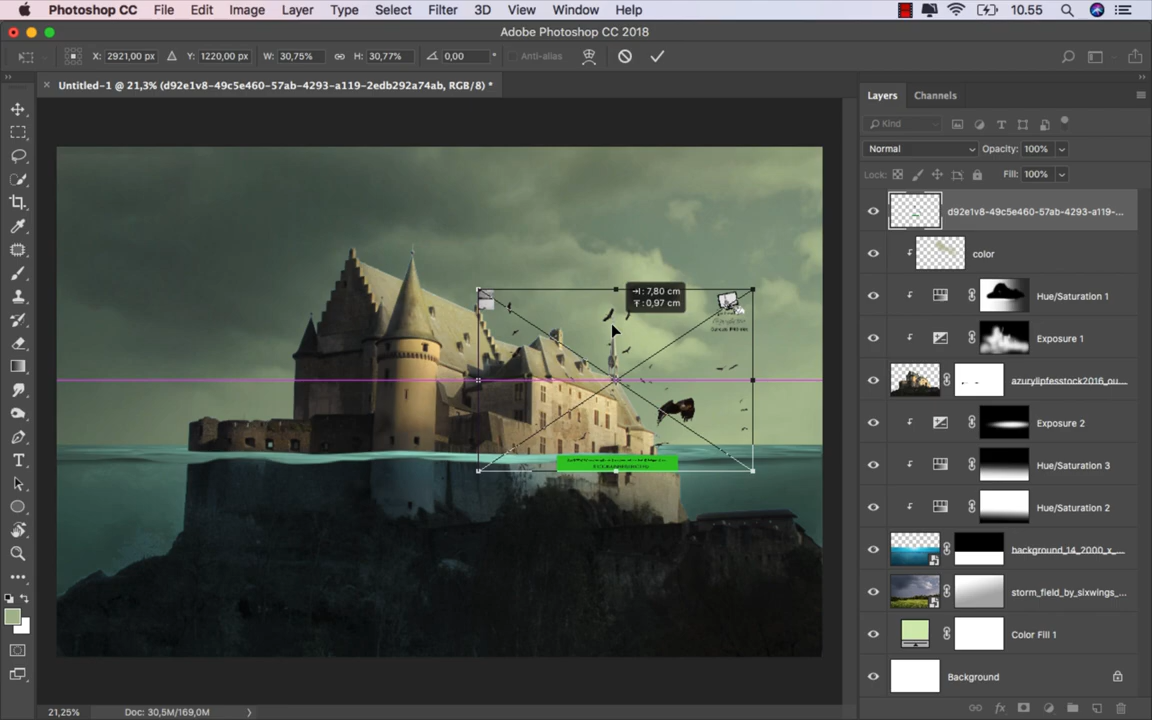 Photoshop CC File Edit Image Layer Type Select Filter 3D View Window Help 10.55
Adobe Photoshop CC 2018
X: 2921,00 px Y: 1220,00 px W: 30,75% H: 30,77% 0,00 ° Anti-alias
× Untitled-1 @ 21,3% (d92e1v8-49c5e460-57ab-4293-a119-2edb292a74ab, RGB/8) *
Layers Channels
Kind
Normal Opacity: 100%
Lock: Fill: 100%
d92e1v8-49c5e460-57ab-4293-a119-...
color
Hue/Saturation 1
Exposure 1
azurylipfesstock2016_ou...
Exposure 2
Hue/Saturation 3
Hue/Saturation 2
background_14_2000_x_...
storm_field_by_sixwings_...
Color Fill 1
Background
H: 7,80 cm
: 0,97 cm
21,25% Doc: 30,5M/169,0M